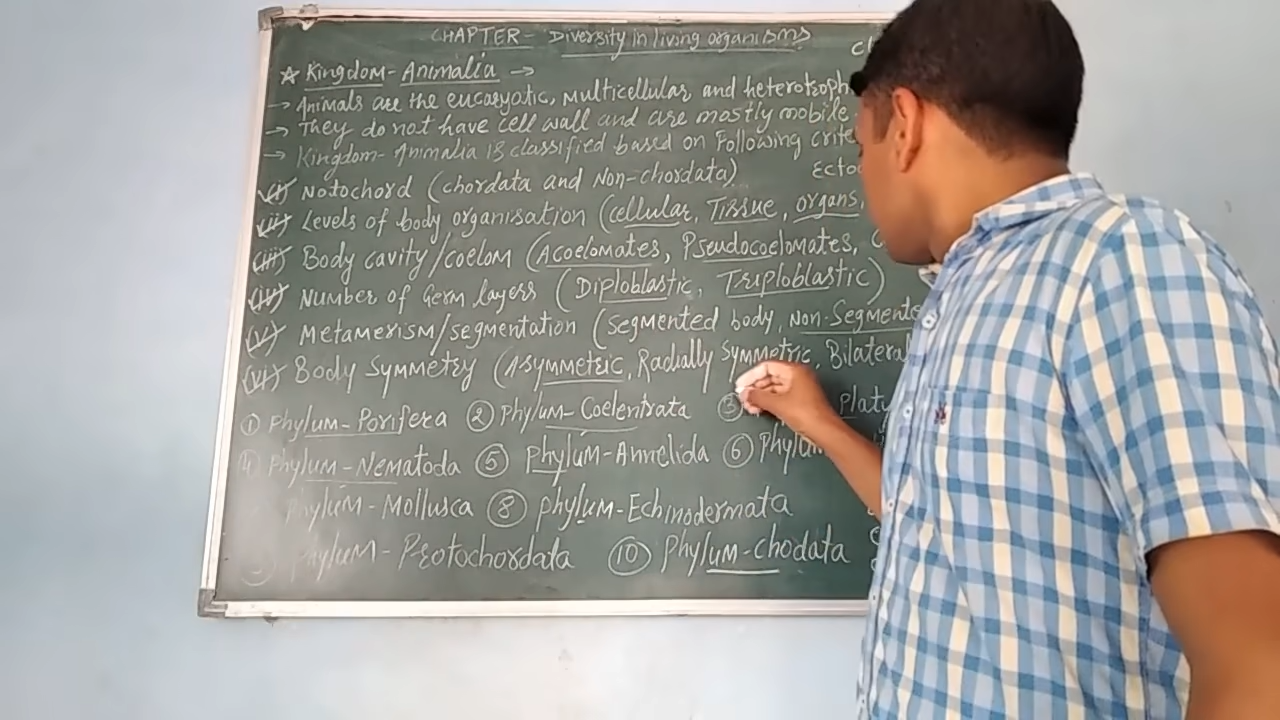 CHAPTER- Diversity in living organisms
☆ Kingdom- Animalia →
→ Animals are the eucaryotic, multicellular and heterotroph
→ They do not have cell wall and are mostly mobile
→ Kingdom- Animalia is classified based on Following crite
(i) Notochord (chordata and Non-chordata) Ecto
(ii) Levels of body organisation (cellular, Tissue, organs,
(iii) Body cavity/coelom (Acoelomates, Pseudocoelomates,
(iv) Number of Germ layers (Diploblastic, Triploblastic)
(v) Metamerism/segmentation (segmented body, Non-Segmente
(vi) Body Symmetry (Asymmetric, Radially Symmetric, Bilateral
① Phylum-Porifera ② Phylum-Coelentrata ③ Platy
④ Phylum-Nematoda ⑤ Phylum-Annelida ⑥ Phylum
Phylum-Mollusca ⑧ Phylum-Echinodermata
Phylum-Protochordata ⑩ Phylum-chodata